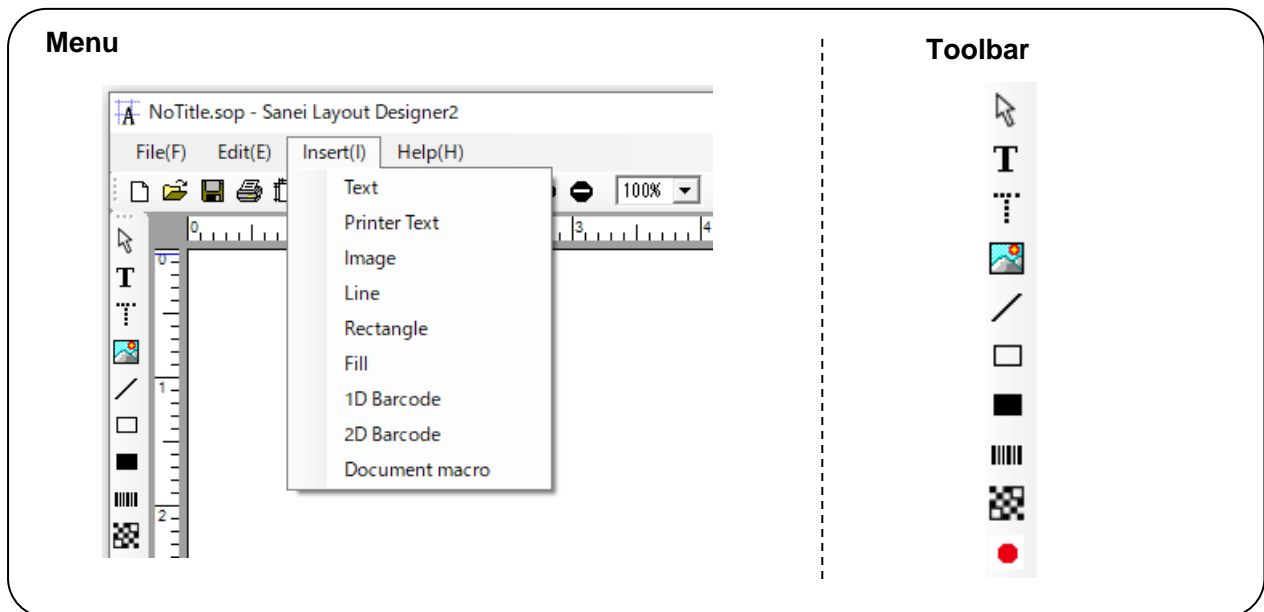 Menu
Toolbar
NoTitle.sop - Sanei Layout Designer2
File(F) Edit(E) Insert(I) Help(H)
100%
Text
Printer Text
Image
Line
Rectangle
Fill
1D Barcode
2D Barcode
Document macro
0 3 4
0
1
2
T
T